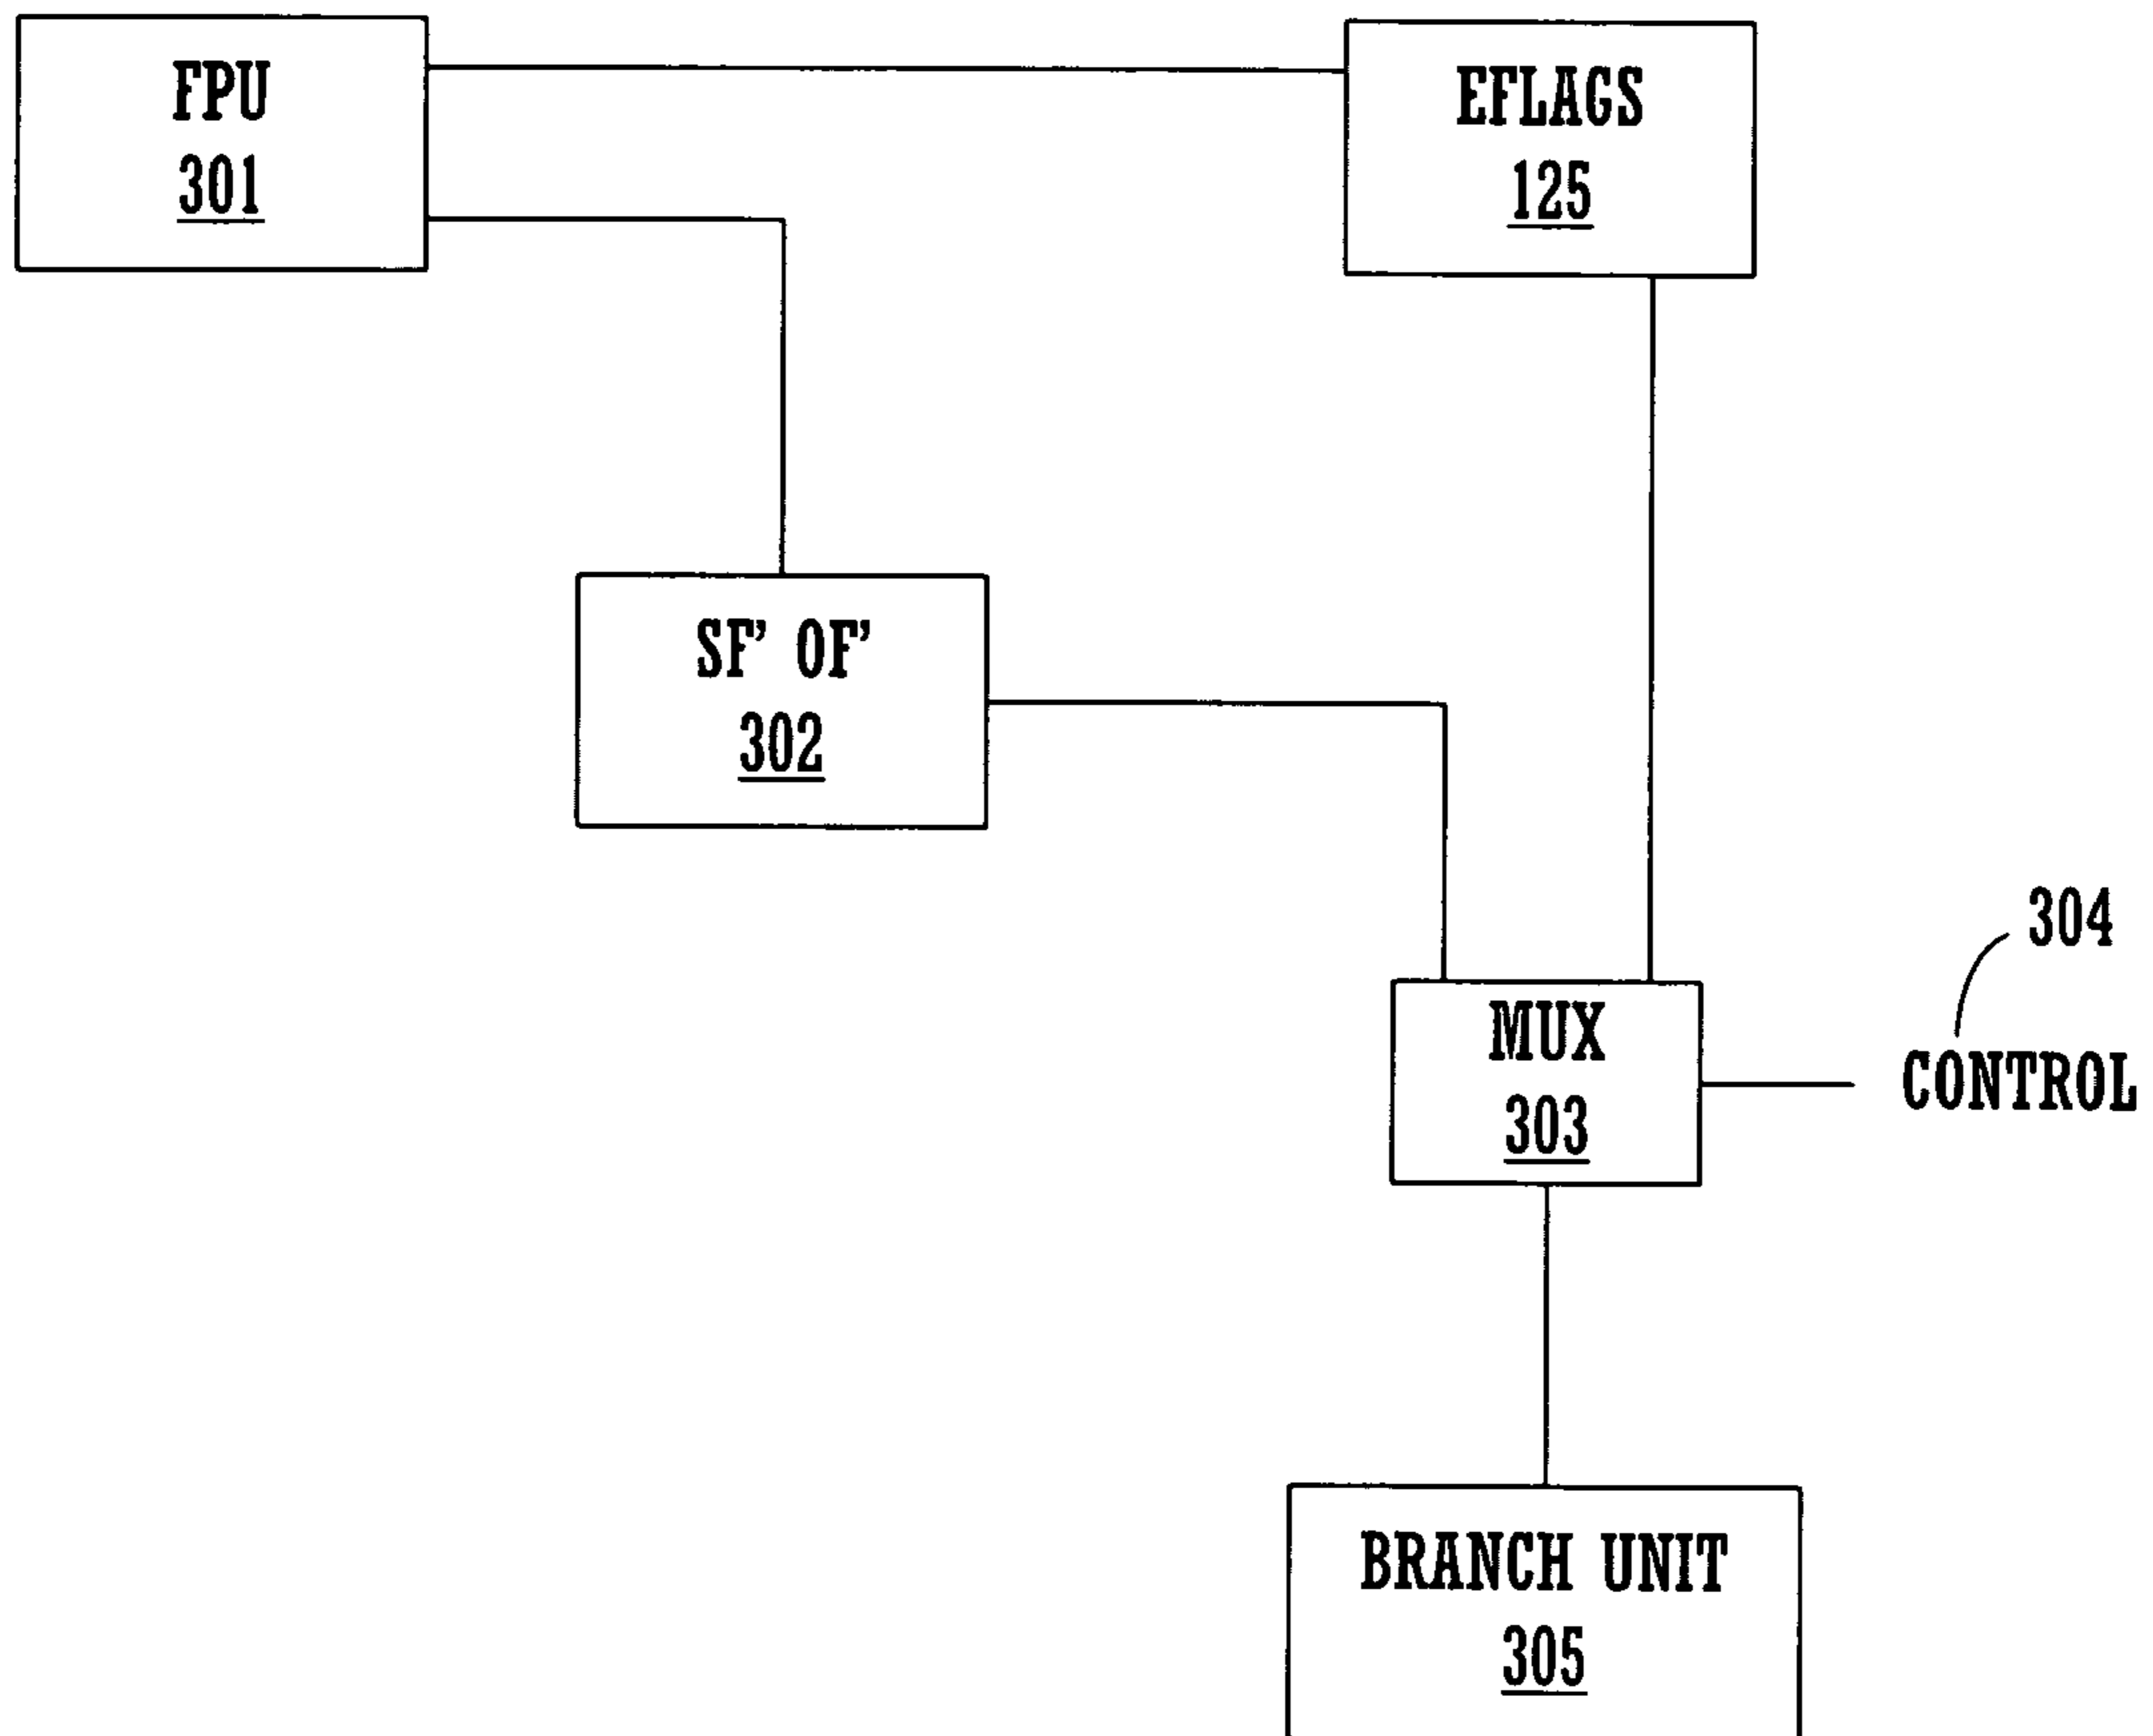 FPU
301
EFLAGS
125
SF' OF'
302
304
MUX
303
CONTROL
BRANCH UNIT
305